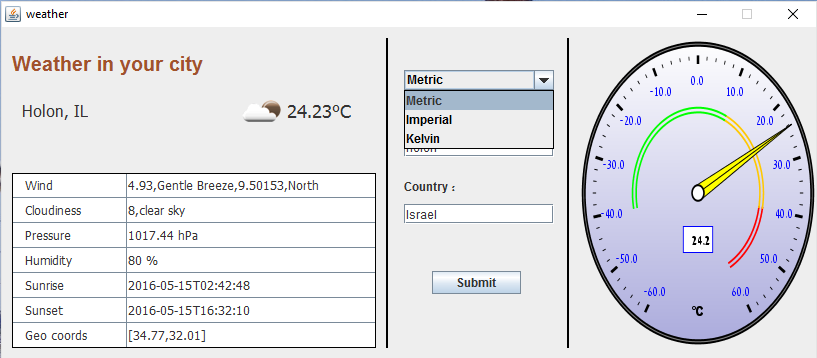 weather
Weather in your city
Holon, IL
24.23°C
Wind 4.93,Gentle Breeze,9.50153,North
Cloudiness 8,clear sky
Pressure 1017.44 hPa
Humidity 80 %
Sunrise 2016-05-15T02:42:48
Sunset 2016-05-15T16:32:10
Geo coords [34.77,32.01]
Metric
Metric
Imperial
Kelvin
Country :
Israel
Submit
-60.0
-50.0
-40.0
-30.0
-20.0
-10.0
0.0
10.0
20.0
30.0
40.0
50.0
60.0
24.2
°C